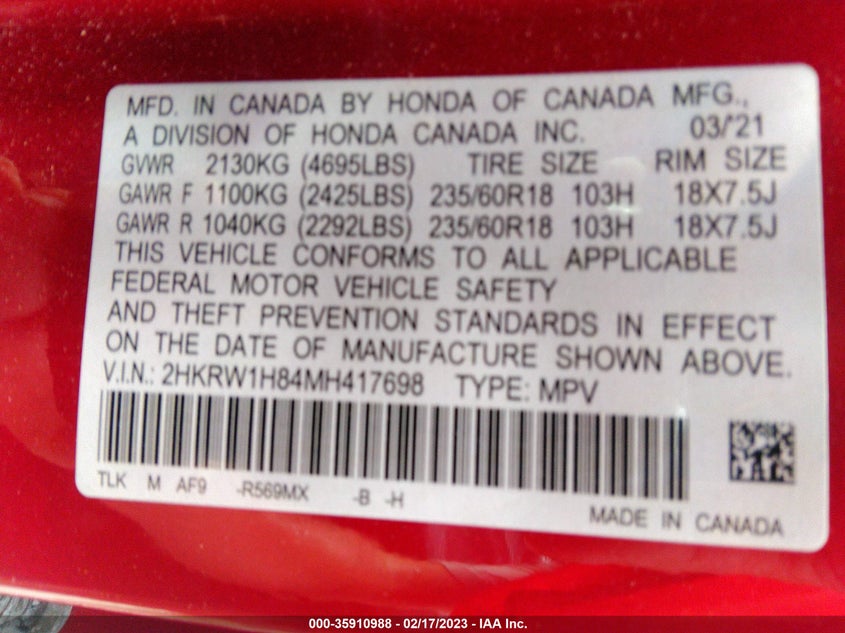 MFD. IN CANADA BY HONDA OF CANADA MFG.,
A DIVISION OF HONDA CANADA INC. 03/'21
GVWR 2130KG (4695LBS) TIRE SIZE RIM SIZE
GAWR F 1100KG (2425LBS) 235/60R18 103H 18X7.5J
GAWR R 1040KG (2292LBS) 235/60R18 103H 18X7.5J
THIS VEHICLE CONFORMS TO ALL APPLICABLE
FEDERAL MOTOR VEHICLE SAFETY
AND THEFT PREVENTION STANDARDS IN EFFECT
ON THE DATE OF MANUFACTURE SHOWN ABOVE.
V.I.N.: 2HKRW1H84MH417698 TYPE: MPV
TLK M AF9 -R569MX -B -H
MADE IN CANADA
000-35910988 - 02/17/2023 - IAA Inc.